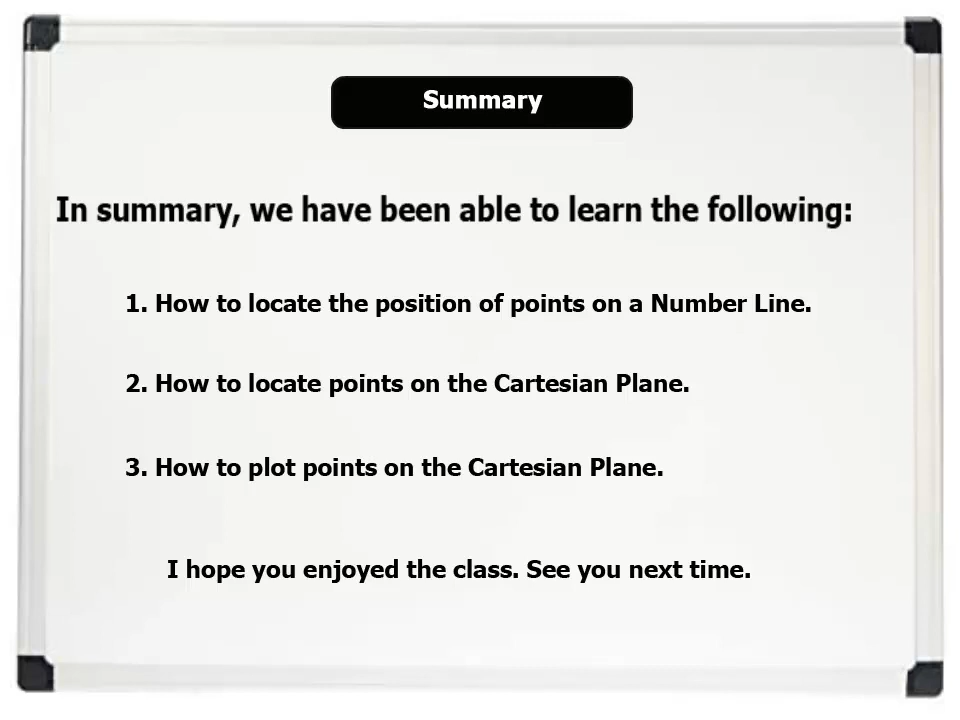 Summary
In summary, we have been able to learn the following:
1. How to locate the position of points on a Number Line.
2. How to locate points on the Cartesian Plane.
3. How to plot points on the Cartesian Plane.
I hope you enjoyed the class. See you next time.